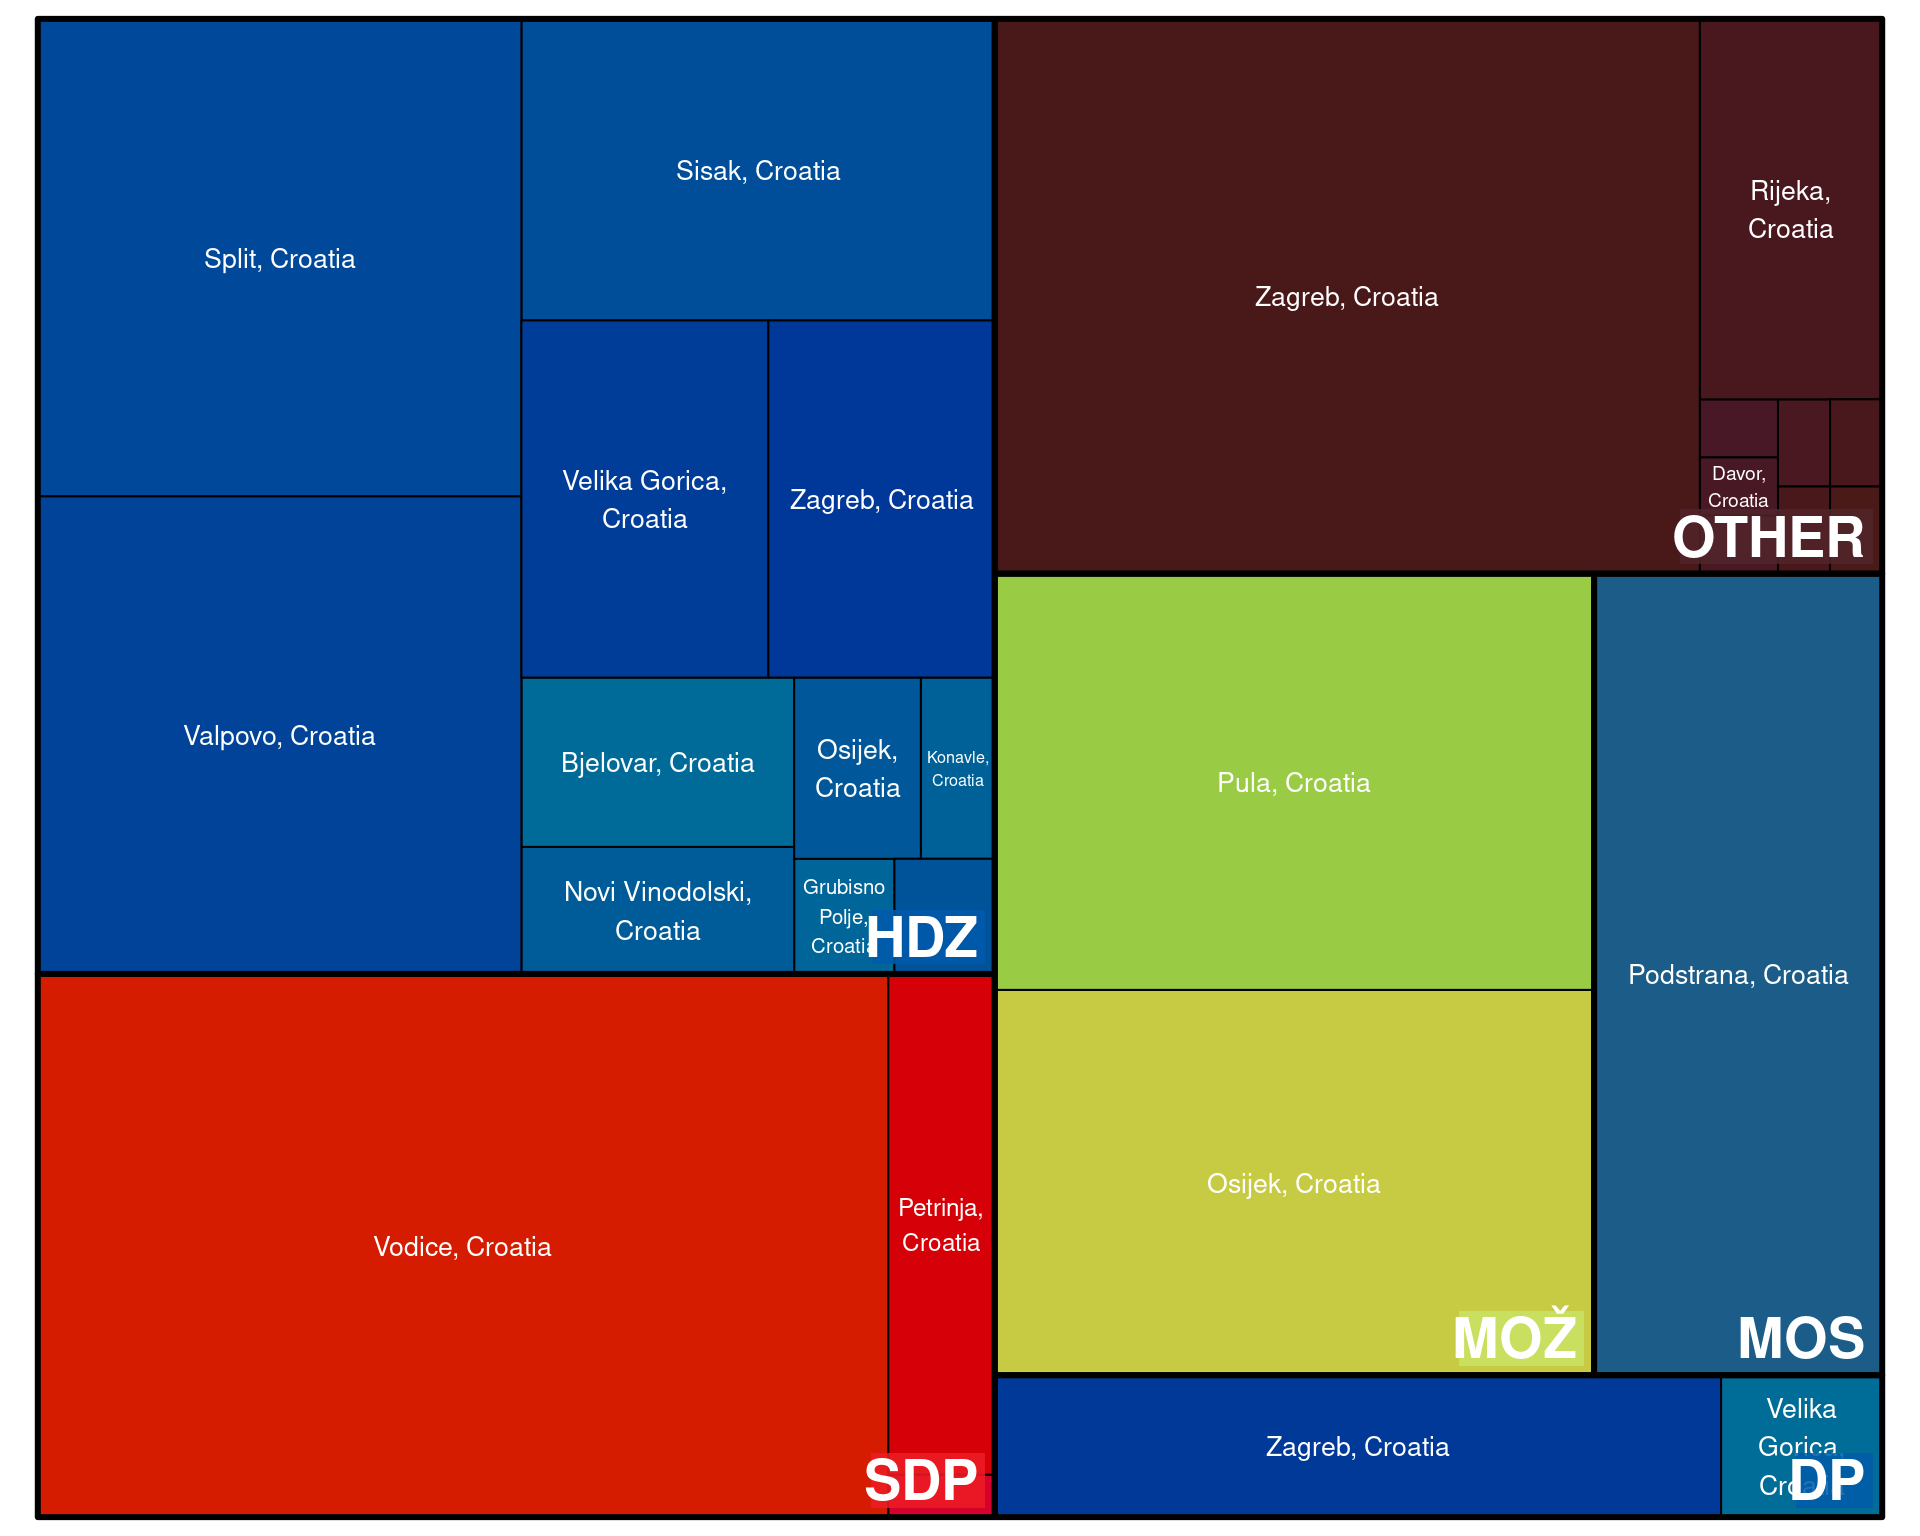 Split, Croatia
Sisak, Croatia
Velika Gorica,
Croatia
Zagreb, Croatia
Valpovo, Croatia
Bjelovar, Croatia
Osijek,
Croatia
Konavle,
Croatia
Novi Vinodolski,
Croatia
Grubisno
Polje,
Croatia
HDZ
Vodice, Croatia
Petrinja,
Croatia
SDP
Zagreb, Croatia
Rijeka,
Croatia
Davor,
Croatia
OTHER
Pula, Croatia
Osijek, Croatia
MOŽ
Podstrana, Croatia
MOS
Zagreb, Croatia
Velika
Gorica,
Croatia
DP